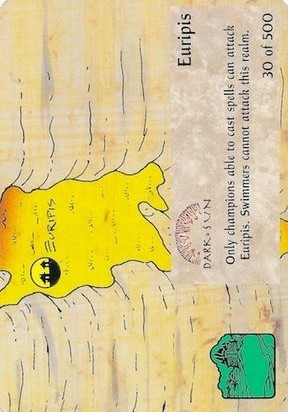 Euripis
EURIPIS
DARK·SUN
Only champions able to cast spells can attack
Euripis. Swimmers cannot attack this realm.
30 of 500